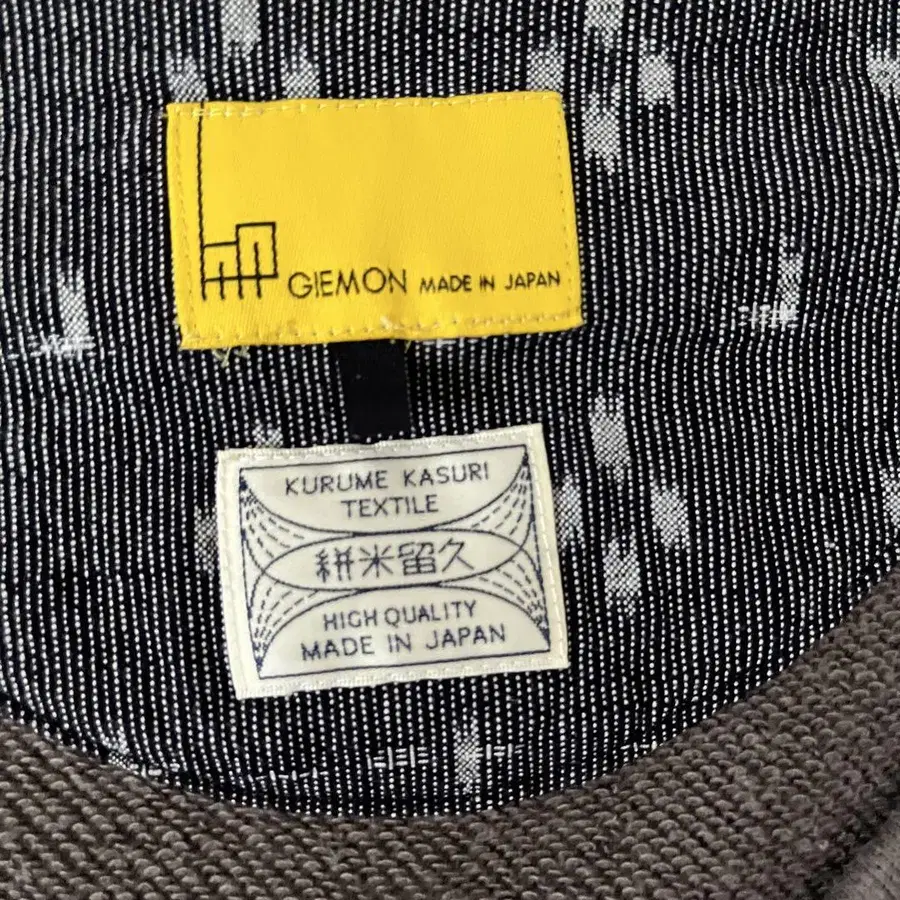 GIEMON MADE IN JAPAN
KURUME KASURI
TEXTILE
絣米留久
HIGH QUALITY
MADE IN JAPAN